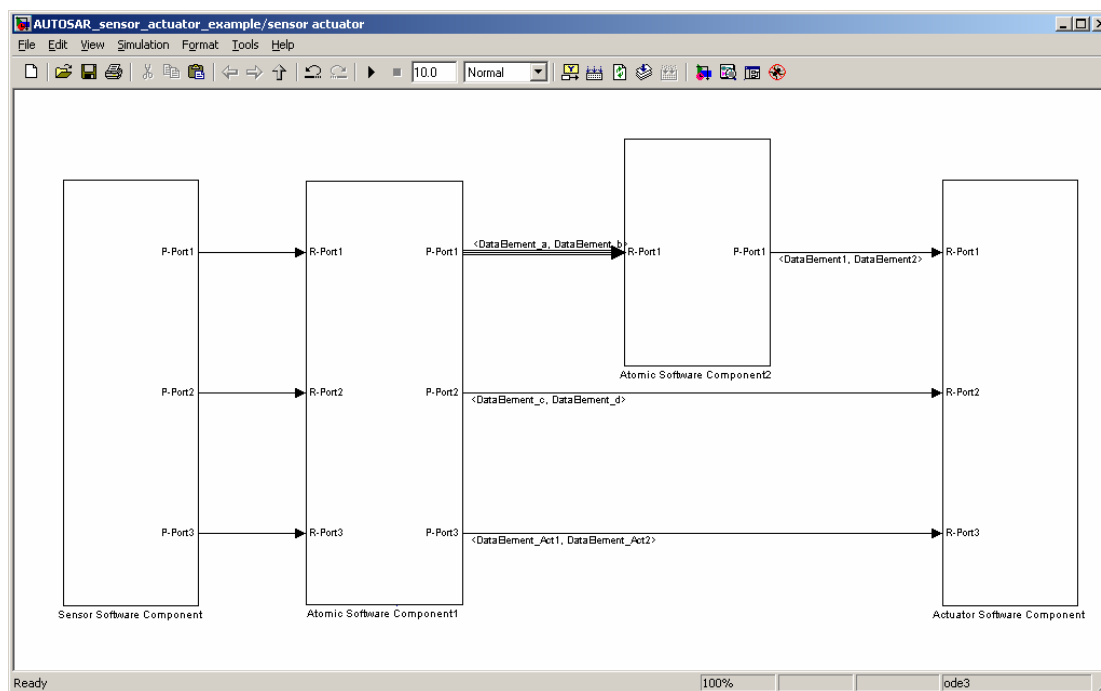 AUTOSAR_sensor_actuator_example/sensor actuator
File Edit View Simulation Format Tools Help
10.0 Normal
<DataElement_a, DataElement_b>
P-Port1 R-Port1 P-Port1 R-Port1 P-Port1 R-Port1
<DataElement1, DataElement2>
Atomic Software Component2
P-Port2 R-Port2 P-Port2 R-Port2
<DataElement_c, DataElement_d>
P-Port3 R-Port3 P-Port3 R-Port3
<DataElement_Act1, DataElement_Act2>
Sensor Software Component Atomic Software Component1 Actuator Software Component
Ready 100% ode3